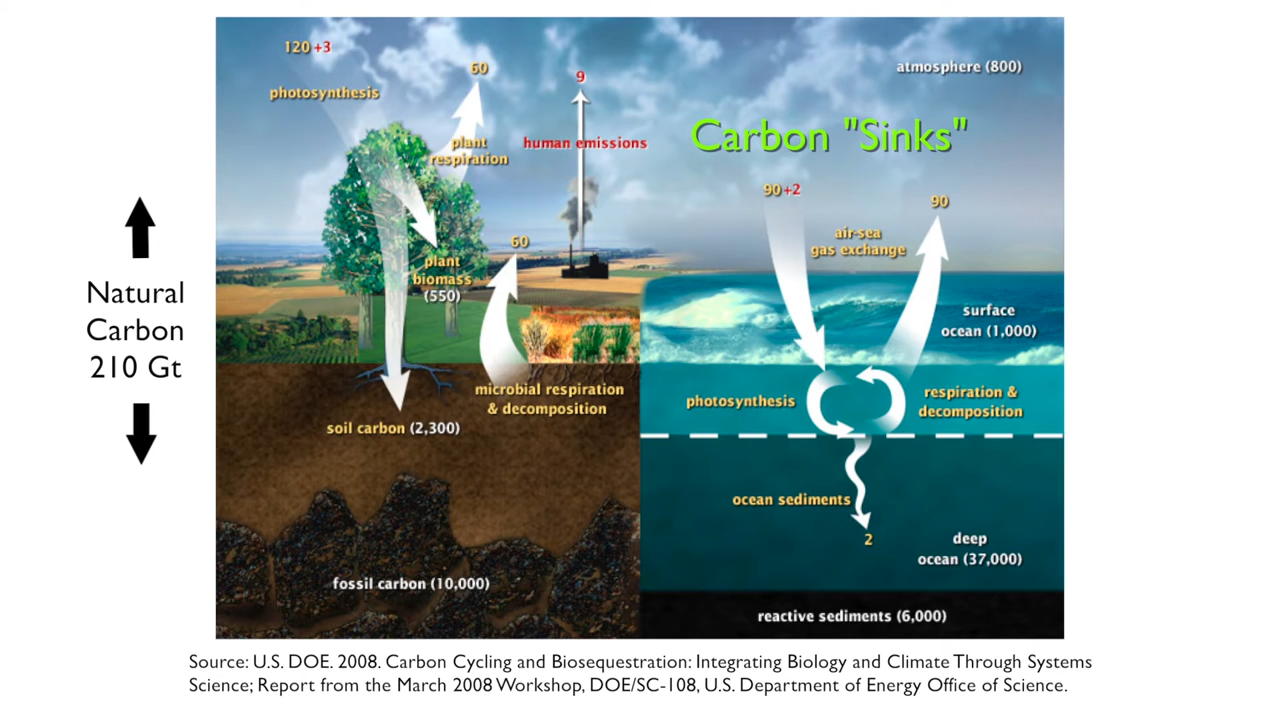 120 +3
photosynthesis
60
plant
respiration
9
human emissions
atmosphere (800)
Carbon "Sinks"
90 +2
90
air-sea
gas exchange
plant
biomass
(550)
60
surface
ocean (1,000)
Natural
Carbon
210 Gt
microbial respiration
& decomposition
soil carbon (2,300)
photosynthesis
respiration &
decomposition
ocean sediments
2
deep
ocean (37,000)
fossil carbon (10,000)
reactive sediments (6,000)
Source: U.S. DOE. 2008. Carbon Cycling and Biosequestration: Integrating Biology and Climate Through Systems
Science; Report from the March 2008 Workshop, DOE/SC-108, U.S. Department of Energy Office of Science.